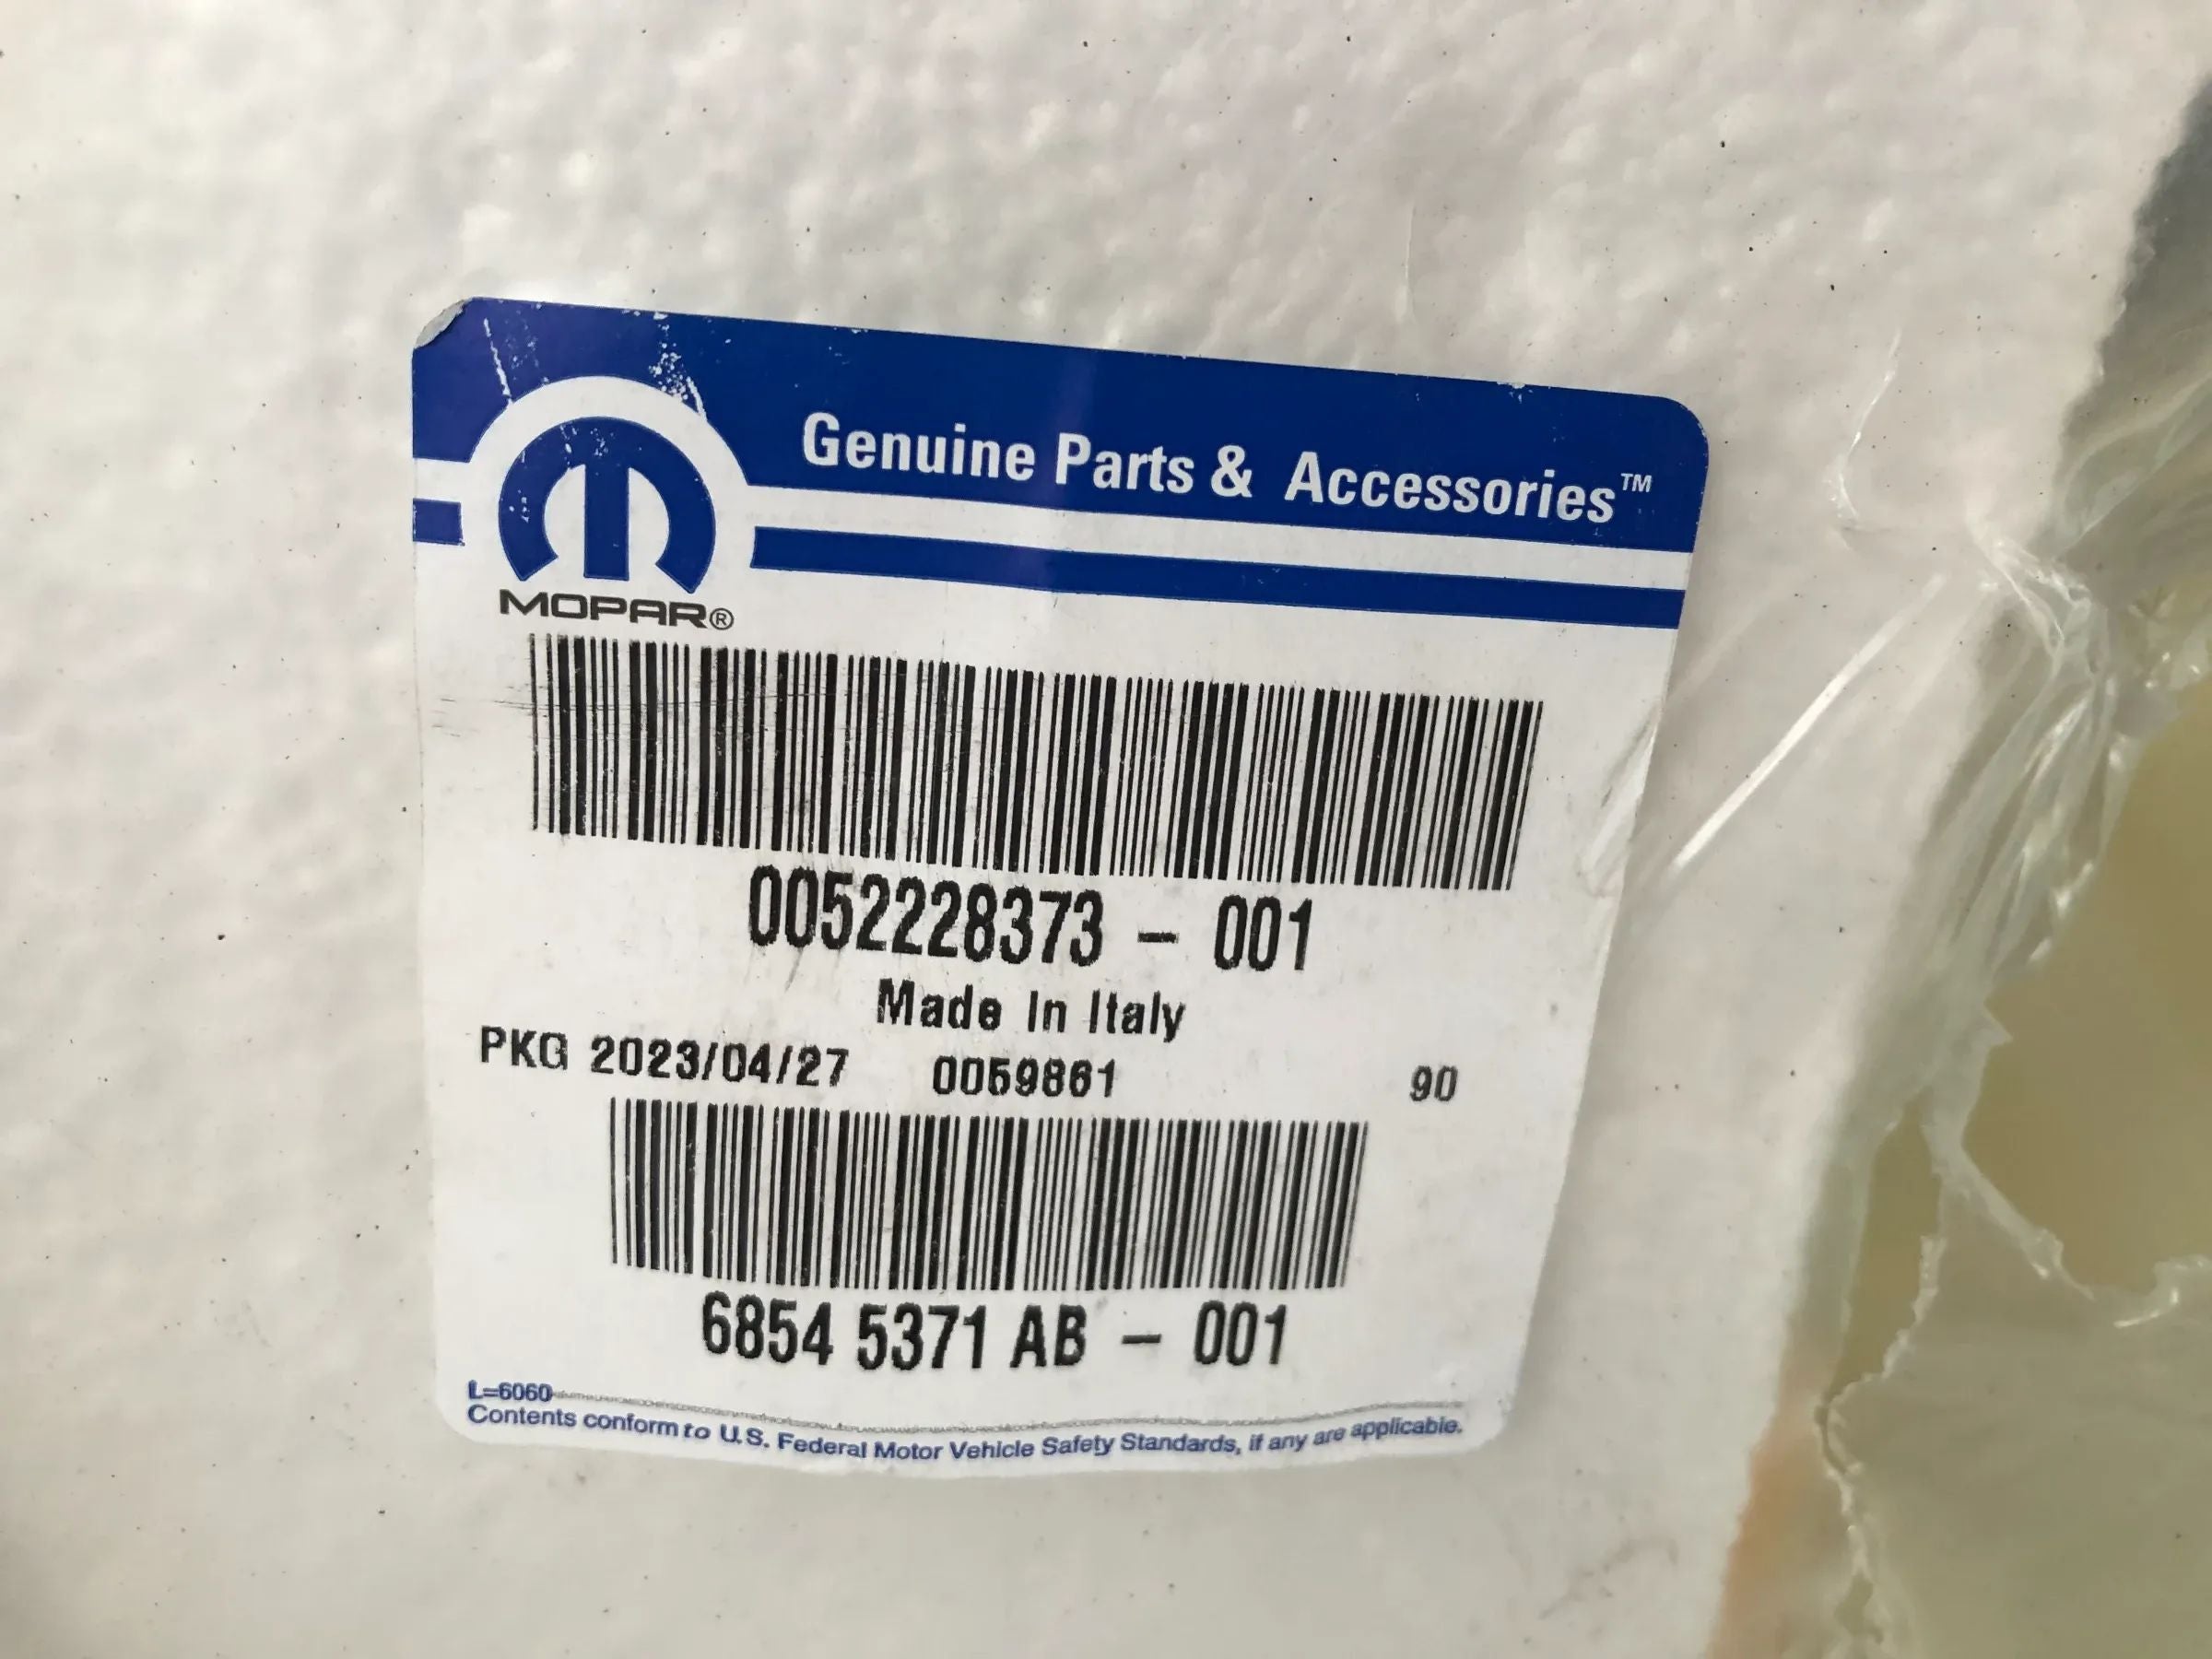 Genuine Parts & Accessories™
MOPAR®
0052228373 – 001
Made In Italy
PKG 2023/04/27 0059861 90
6854 5371 AB – 001
L=6060
Contents conform to U.S. Federal Motor Vehicle Safety Standards, if any are applicable.